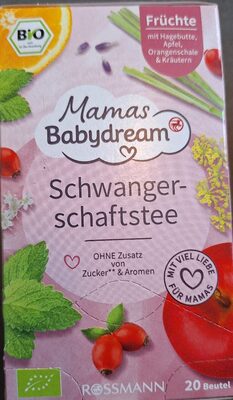 Früchte
mit Hagebutte,
Apfel,
Orangenschale
& Kräutern
BiO
Mamas
Babydream
Schwanger-
schaftstee
OHNE Zusatz
von
Zucker** & Aromen
MIT VIEL LIEBE
FÜR MAMAS
ROSSMANN
20 Beutel